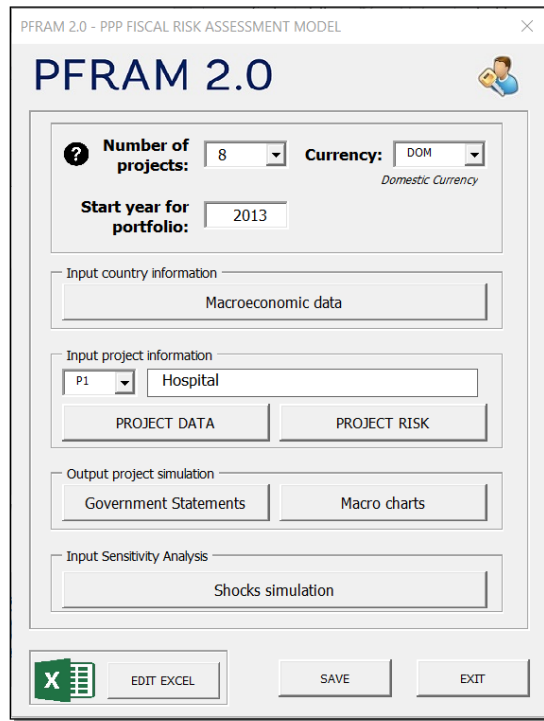 PFRAM 2.0 - PPP FISCAL RISK ASSESSMENT MODEL
PFRAM 2.0
? Number of projects: 8 Currency: DOM
Domestic Currency
Start year for portfolio: 2013
Input country information
Macroeconomic data
Input project information
P1 Hospital
PROJECT DATA PROJECT RISK
Output project simulation
Government Statements Macro charts
Input Sensitivity Analysis
Shocks simulation
X EDIT EXCEL SAVE EXIT